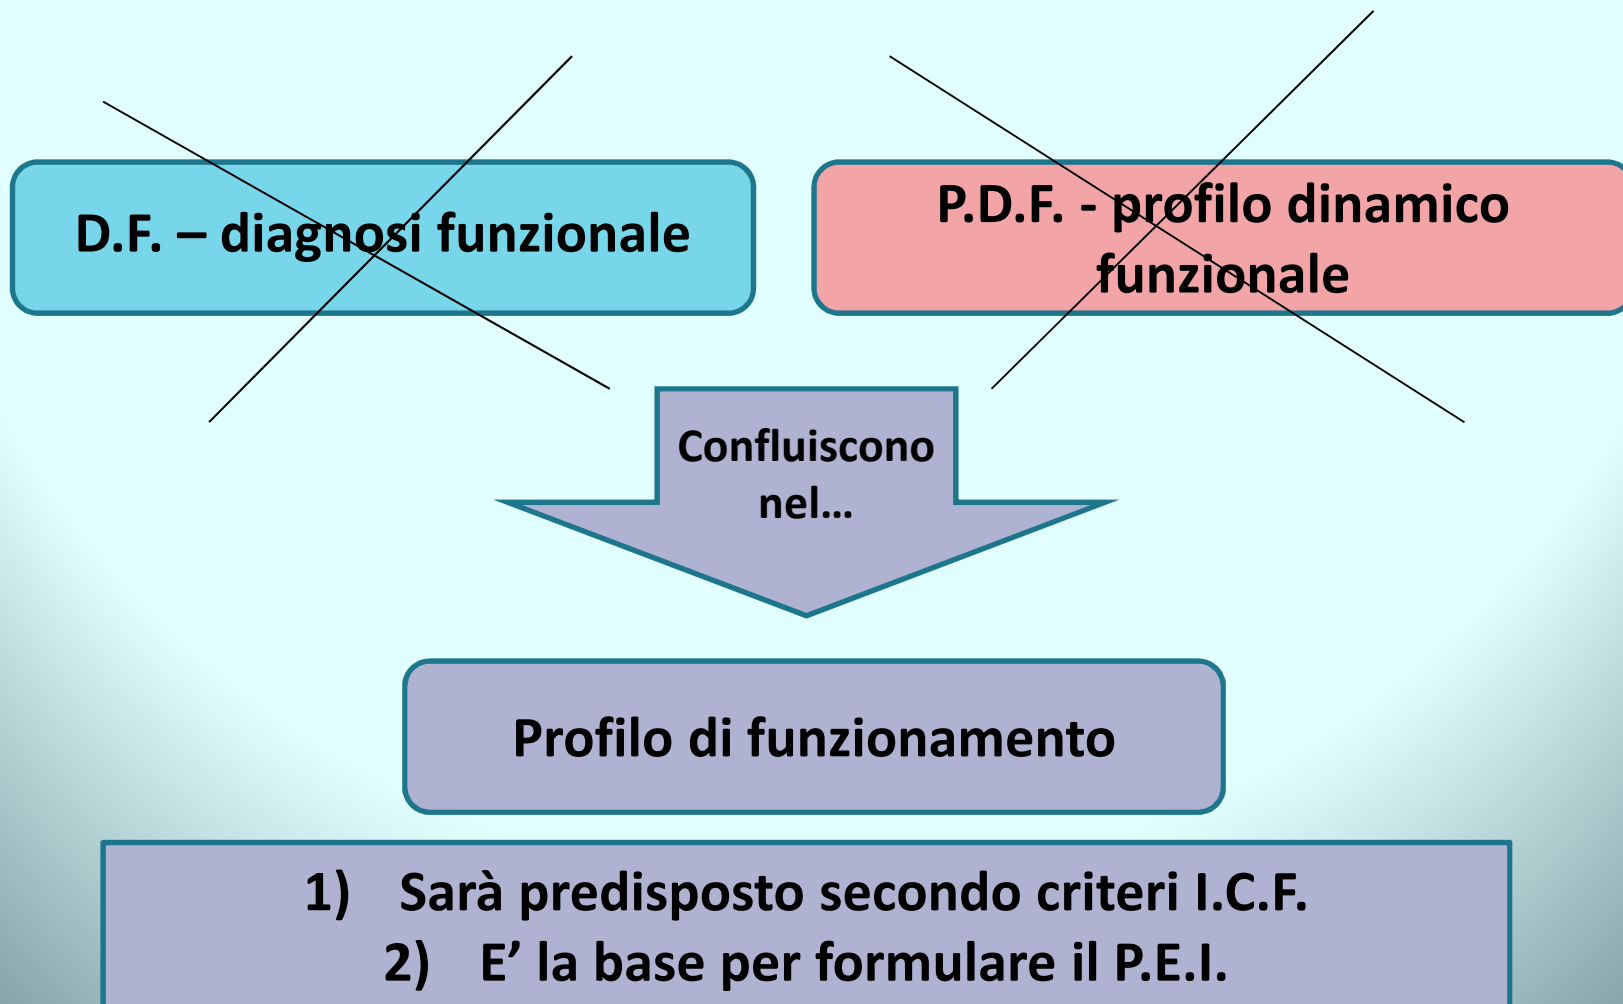 D.F. – diagnosi funzionale
P.D.F. - profilo dinamico
funzionale
Confluiscono
nel…
Profilo di funzionamento
1) Sarà predisposto secondo criteri I.C.F.
2) E’ la base per formulare il P.E.I.